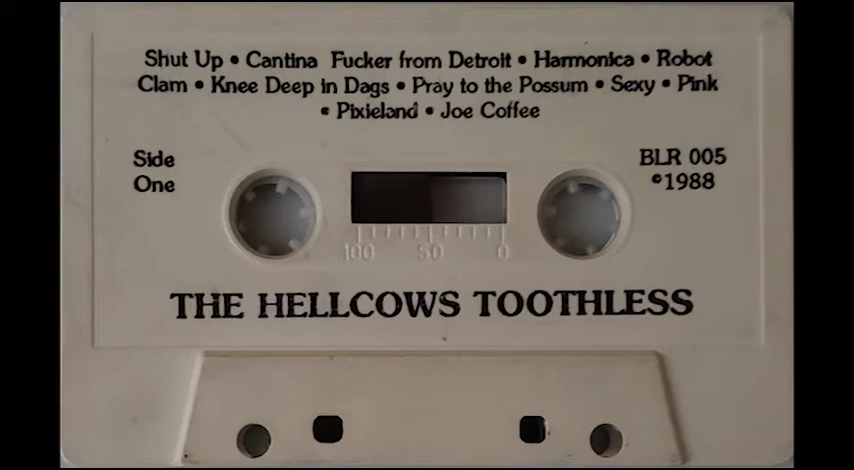 Shut Up • Cantina Fucker from Detroit • Harmonica • Robot
Clam • Knee Deep in Dags • Pray to the Possum • Sexy • Pink
• Pixieland • Joe Coffee
Side
One
BLR 005
©1988
100 50 0
THE HELLCOWS TOOTHLESS